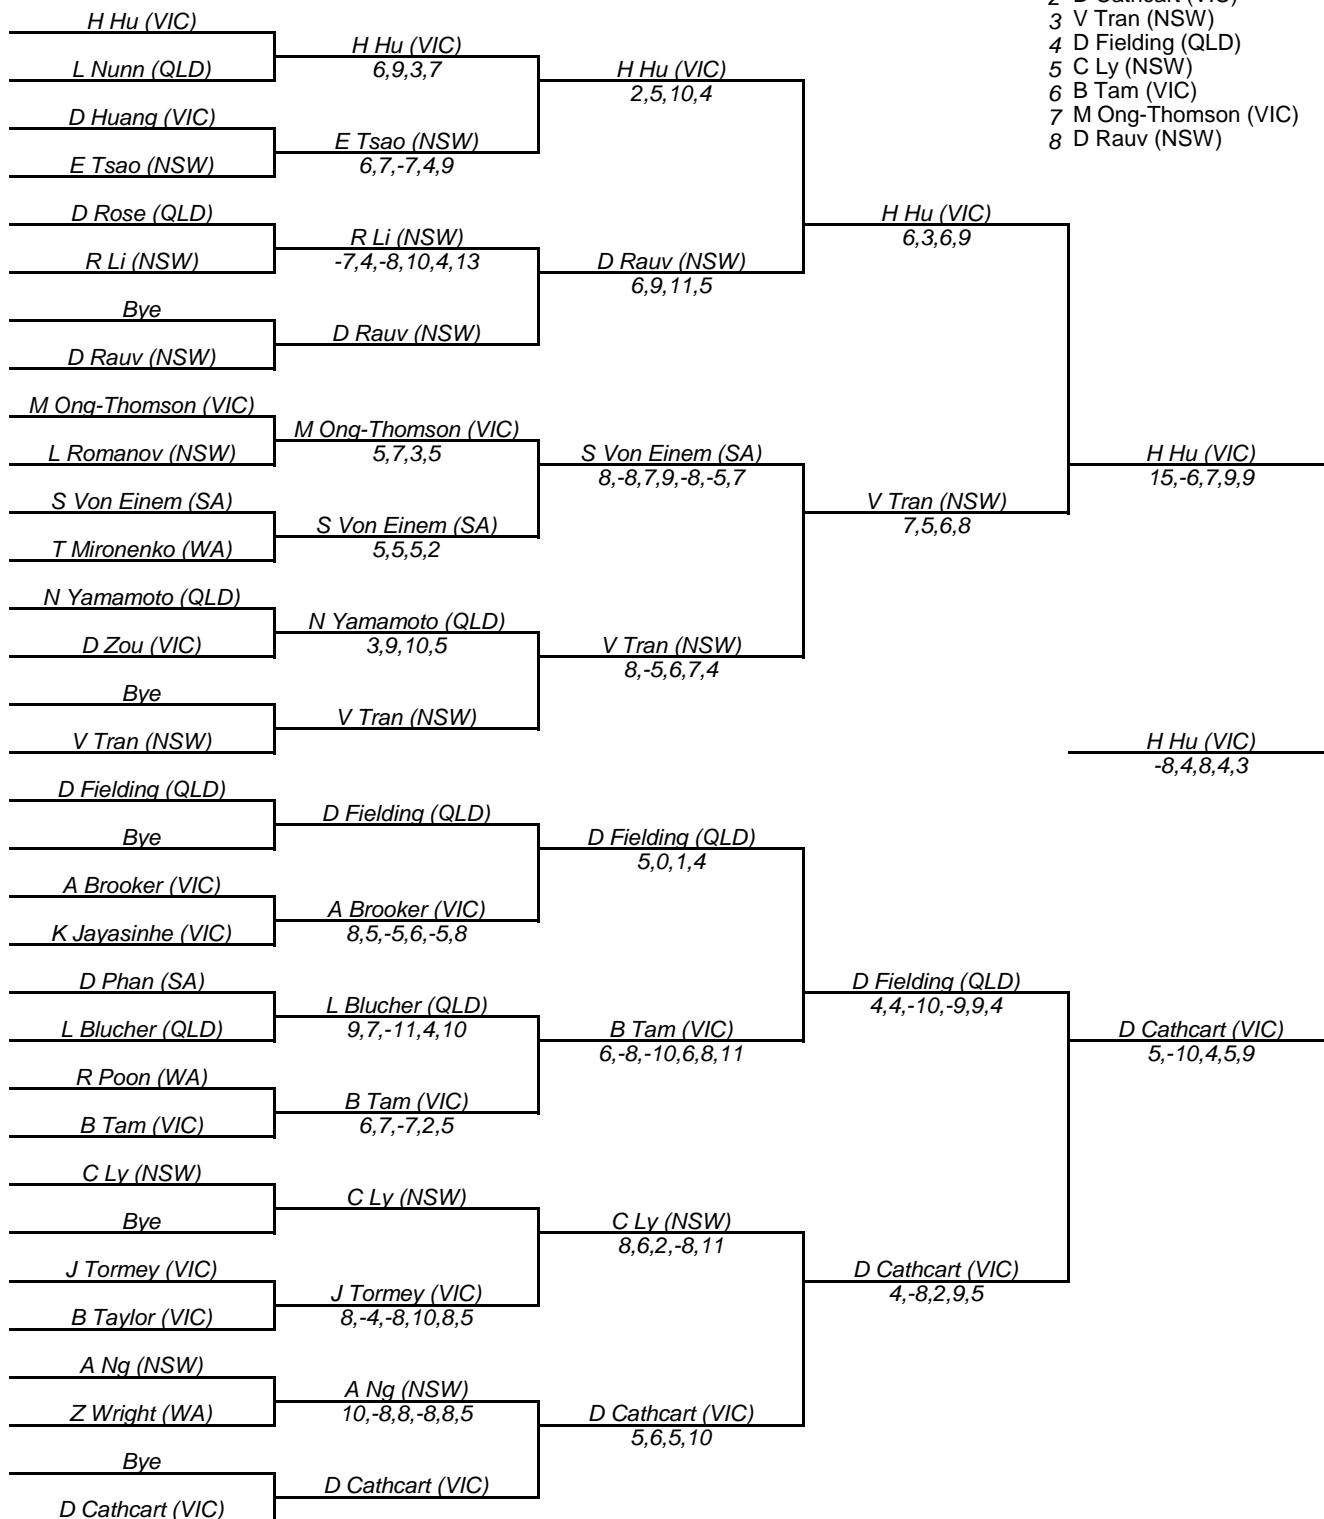 2 D Cathcart (VIC)
3 V Tran (NSW)
4 D Fielding (QLD)
5 C Ly (NSW)
6 B Tam (VIC)
7 M Ong-Thomson (VIC)
8 D Rauv (NSW)
H Hu (VIC)
L Nunn (QLD)
D Huang (VIC)
E Tsao (NSW)
D Rose (QLD)
R Li (NSW)
Bye
D Rauv (NSW)
M Ong-Thomson (VIC)
L Romanov (NSW)
S Von Einem (SA)
T Mironenko (WA)
N Yamamoto (QLD)
D Zou (VIC)
Bye
V Tran (NSW)
D Fielding (QLD)
Bye
A Brooker (VIC)
K Jayasinhe (VIC)
D Phan (SA)
L Blucher (QLD)
R Poon (WA)
B Tam (VIC)
C Ly (NSW)
Bye
J Tormey (VIC)
B Taylor (VIC)
A Ng (NSW)
Z Wright (WA)
Bye
D Cathcart (VIC)
H Hu (VIC)
6,9,3,7
E Tsao (NSW)
6,7,-7,4,9
R Li (NSW)
-7,4,-8,10,4,13
D Rauv (NSW)
M Ong-Thomson (VIC)
5,7,3,5
S Von Einem (SA)
5,5,5,2
N Yamamoto (QLD)
3,9,10,5
V Tran (NSW)
D Fielding (QLD)
A Brooker (VIC)
8,5,-5,6,-5,8
L Blucher (QLD)
9,7,-11,4,10
B Tam (VIC)
6,7,-7,2,5
C Ly (NSW)
J Tormey (VIC)
8,-4,-8,10,8,5
A Ng (NSW)
10,-8,8,-8,8,5
D Cathcart (VIC)
H Hu (VIC)
2,5,10,4
D Rauv (NSW)
6,9,11,5
S Von Einem (SA)
8,-8,7,9,-8,-5,7
V Tran (NSW)
8,-5,6,7,4
D Fielding (QLD)
5,0,1,4
B Tam (VIC)
6,-8,-10,6,8,11
C Ly (NSW)
8,6,2,-8,11
D Cathcart (VIC)
5,6,5,10
H Hu (VIC)
6,3,6,9
V Tran (NSW)
7,5,6,8
D Fielding (QLD)
4,4,-10,-9,9,4
D Cathcart (VIC)
4,-8,2,9,5
H Hu (VIC)
15,-6,7,9,9
H Hu (VIC)
-8,4,8,4,3
D Cathcart (VIC)
5,-10,4,5,9